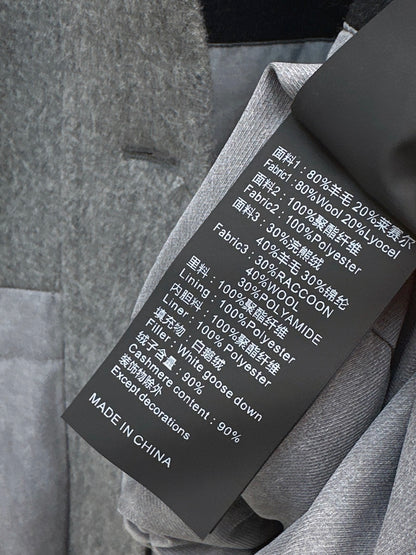 面料1：80%羊毛 20%莱赛尔
Fabric1：80%Wool 20%Lyocel
面料2：100%聚酯纤维
Fabric2：100%Polyester
面料3：30%浣熊绒
40%羊毛 30%锦纶
Fabric3：30%RACCOON
40%WOOL
30%POLYAMIDE
里料：100%聚酯纤维
Lining：100%Polyester
内胆料：100%聚酯纤维
Liner：100% Polyester
填充物：白鹅绒
Filler：White goose down
绒子含量：90%
Cashmere content：90%
装饰物除外
Except decorations
MADE IN CHINA